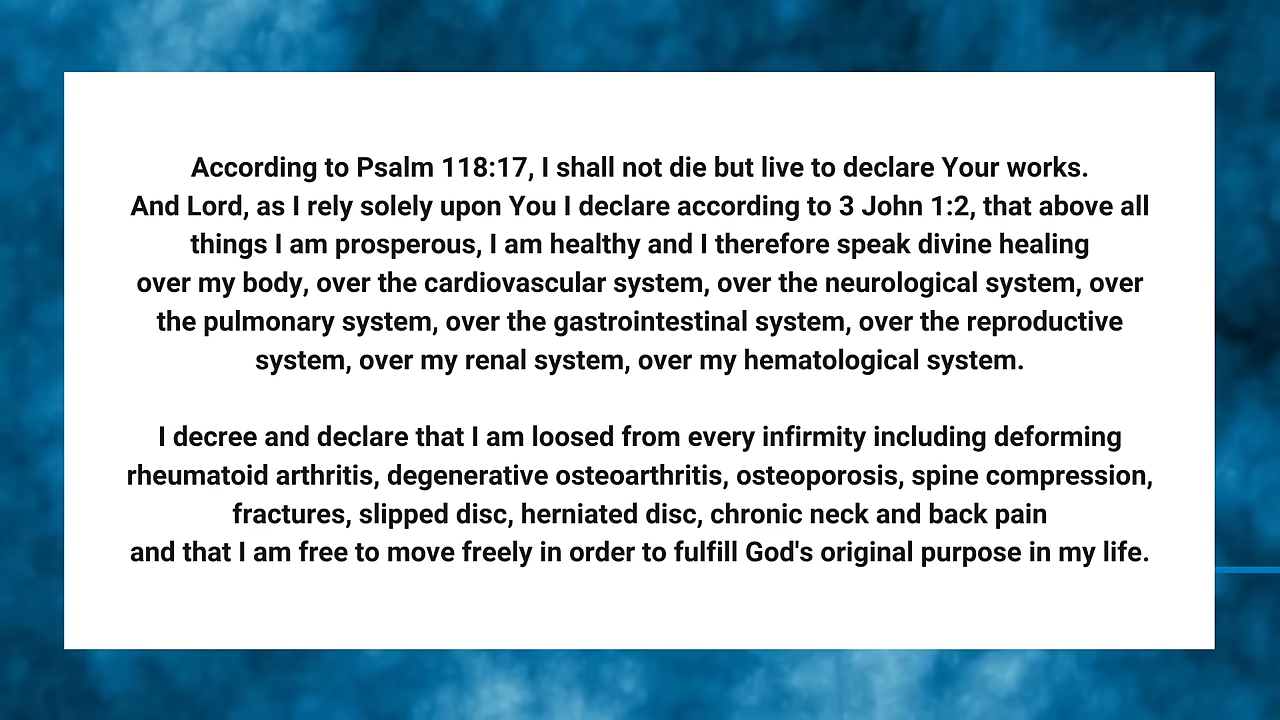 According to Psalm 118:17, I shall not die but live to declare Your works.
And Lord, as I rely solely upon You I declare according to 3 John 1:2, that above all
things I am prosperous, I am healthy and I therefore speak divine healing
over my body, over the cardiovascular system, over the neurological system, over
the pulmonary system, over the gastrointestinal system, over the reproductive
system, over my renal system, over my hematological system.
I decree and declare that I am loosed from every infirmity including deforming
rheumatoid arthritis, degenerative osteoarthritis, osteoporosis, spine compression,
fractures, slipped disc, herniated disc, chronic neck and back pain
and that I am free to move freely in order to fulfill God's original purpose in my life.